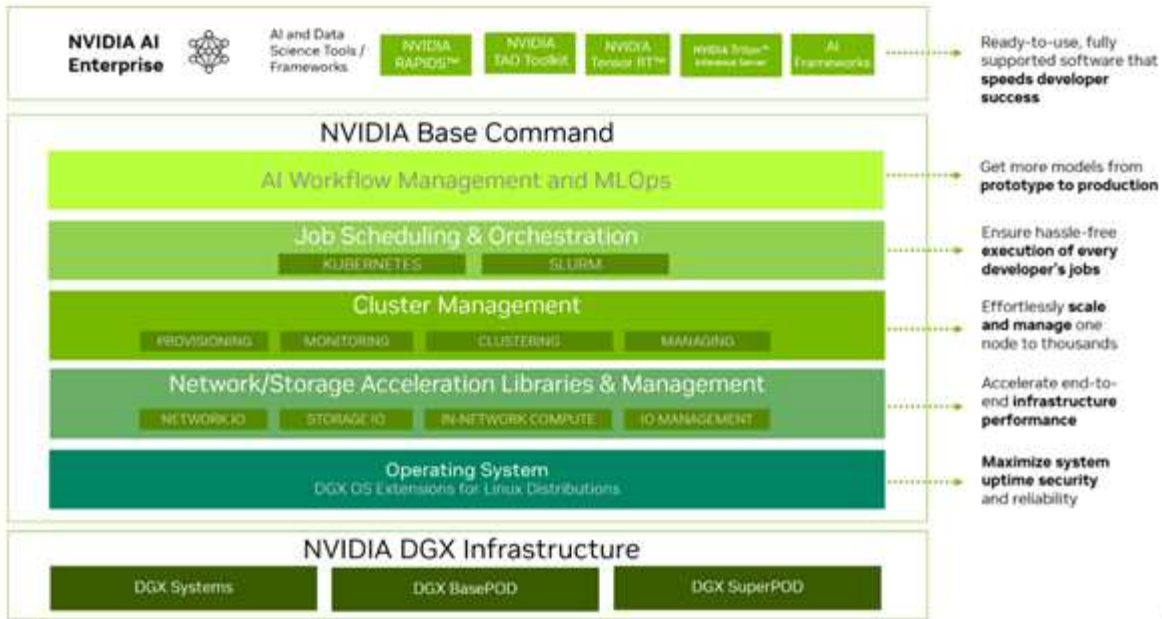 NVIDIA AI
Enterprise
AI and Data
Science Tools /
Frameworks
NVIDIA
RAPIDS™
NVIDIA
TAO Toolkit
NVIDIA
Tensor RT™
NVIDIA Triton™
Inference Server
AI
Frameworks
Ready-to-use, fully
supported software that
speeds developer
success
NVIDIA Base Command
AI Workflow Management and MLOps
Get more models from
prototype to production
Job Scheduling & Orchestration
KUBERNETES
SLURM
Ensure hassle-free
execution of every
developer's jobs
Cluster Management
PROVISIONING
MONITORING
CLUSTERING
MANAGING
Effortlessly scale
and manage one
node to thousands
Network/Storage Acceleration Libraries & Management
NETWORK IO
STORAGE IO
IN-NETWORK COMPUTE
IO MANAGEMENT
Accelerate end-to-
end infrastructure
performance
Operating System
DGX OS Extensions for Linux Distributions
Maximize system
uptime security
and reliability
NVIDIA DGX Infrastructure
DGX Systems
DGX BasePOD
DGX SuperPOD